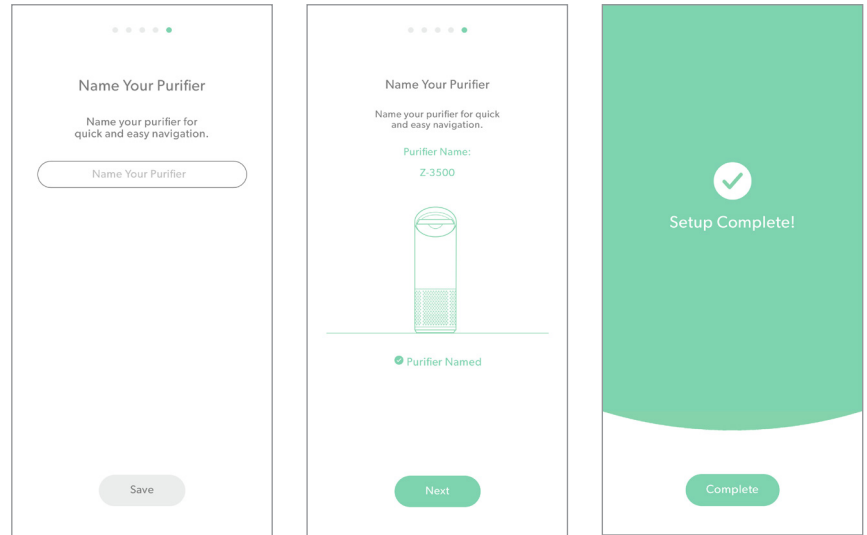 Name Your Purifier
Name your purifier for
quick and easy navigation.
Name Your Purifier
Save
Name Your Purifier
Name your purifier for quick
and easy navigation.
Purifier Name:
Z-3500
Purifier Named
Next
Setup Complete!
Complete